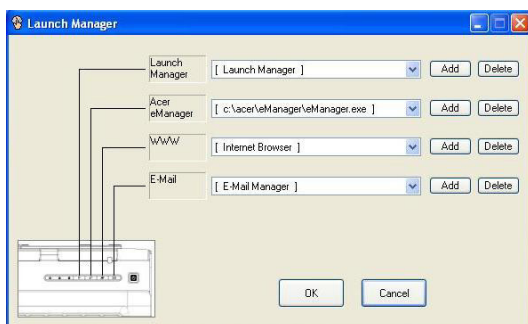 Launch Manager
Launch Manager [ Launch Manager ] Add Delete
Acer eManager [ c:\acer\eManager\eManager.exe ] Add Delete
WWW [ Internet Browser ] Add Delete
E-Mail [ E-Mail Manager ] Add Delete
OK Cancel